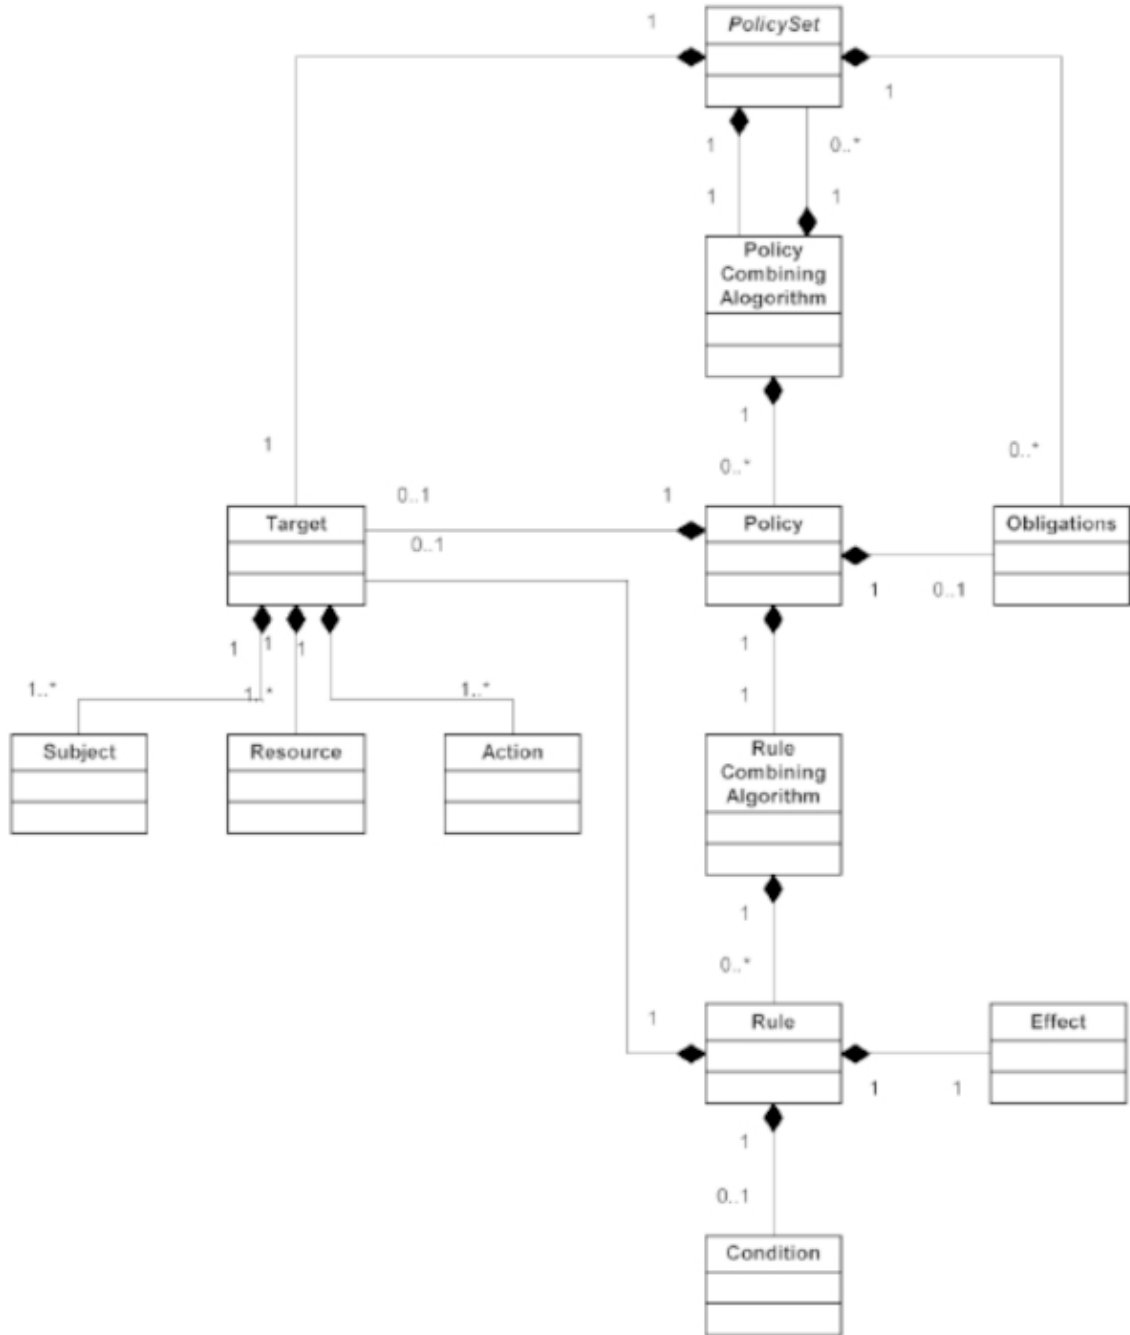 1
PolicySet
1
1
0..*
1
1
Policy
Combining
Alogorithm
1
1
0..*
0..*
0..1
1
Target
Policy
Obligations
0..1
1
0..1
1
1
1
1
1..*
1..*
1..*
1
Subject
Resource
Action
Rule
Combining
Algorithm
1
0..*
1
Rule
Effect
1
1
1
0..1
Condition